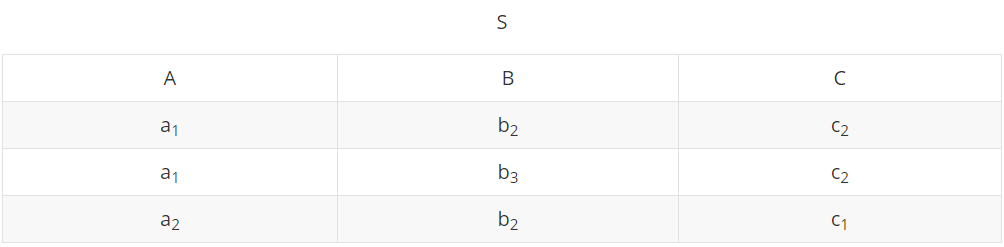 S
A B C
a₁ b₂ c₂
a₁ b₃ c₂
a₂ b₂ c₁